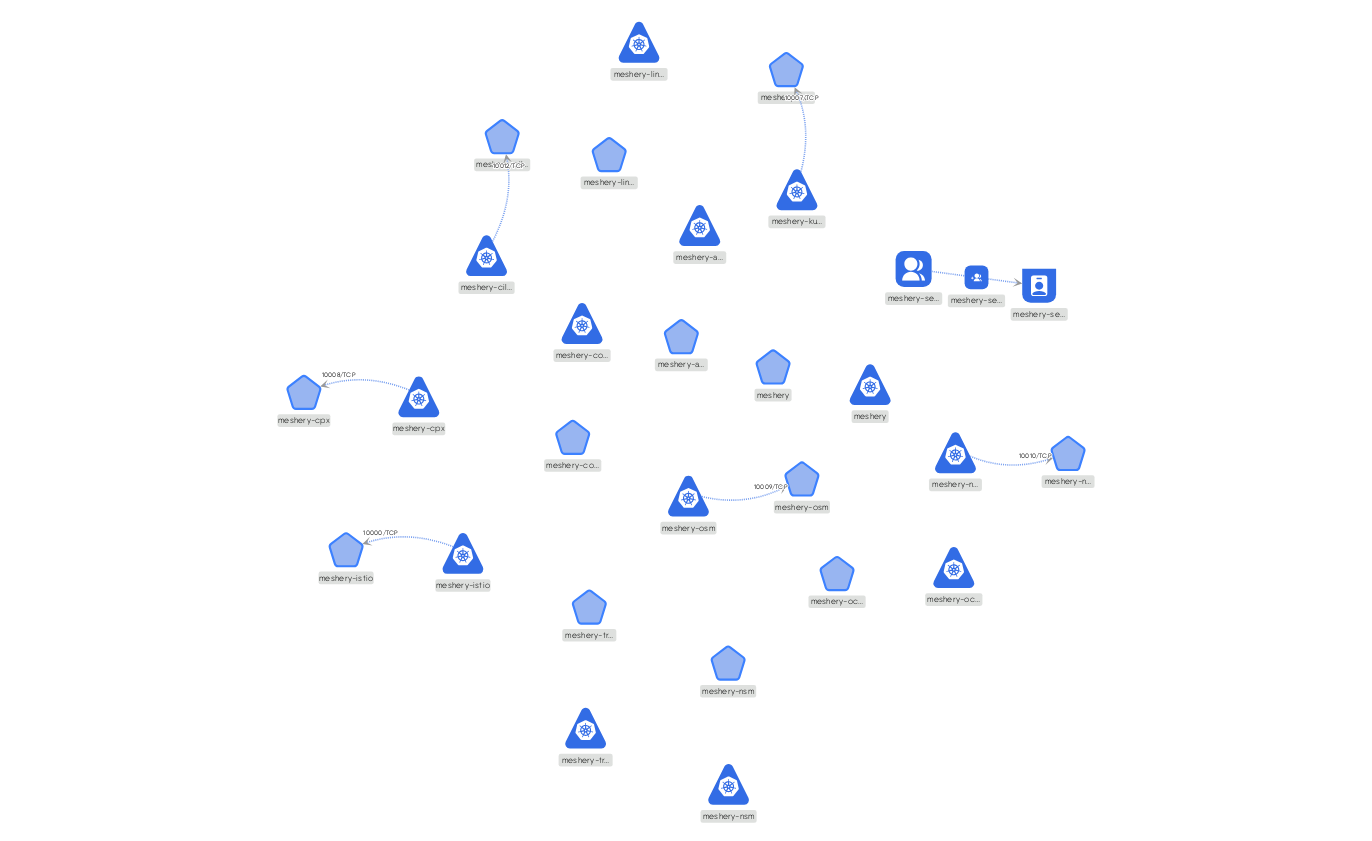 meshery-lin...
10007/TCP
10012/TCP
meshery-lin...
meshery-ku...
meshery-a...
meshery-cil...
meshery-se...
meshery-se...
meshery-se...
meshery-co...
meshery-a...
10008/TCP
meshery
meshery
meshery-cpx
meshery-cpx
meshery-co...
10010/TCP
meshery-n...
meshery-n...
10009/TCP
meshery-osm
meshery-osm
10000/TCP
meshery-istio
meshery-istio
meshery-oc...
meshery-oc...
meshery-tr...
meshery-nsm
meshery-tr...
meshery-nsm